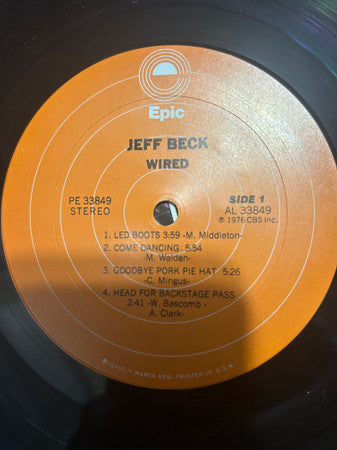 Epic
JEFF BECK
WIRED
PE 33849
STEREO
SIDE 1
AL 33849
℗ 1976 CBS Inc.
1. LED BOOTS 3:59 -M. Middleton-
2. COME DANCING 5:54
-M. Walden-
3. GOODBYE PORK PIE HAT 5:26
-C. Mingus-
4. HEAD FOR BACKSTAGE PASS
2:41 -W. Bascomb -
A. Clark-
®-"EPIC," MARCA REG. PRINTED IN U.S.A.